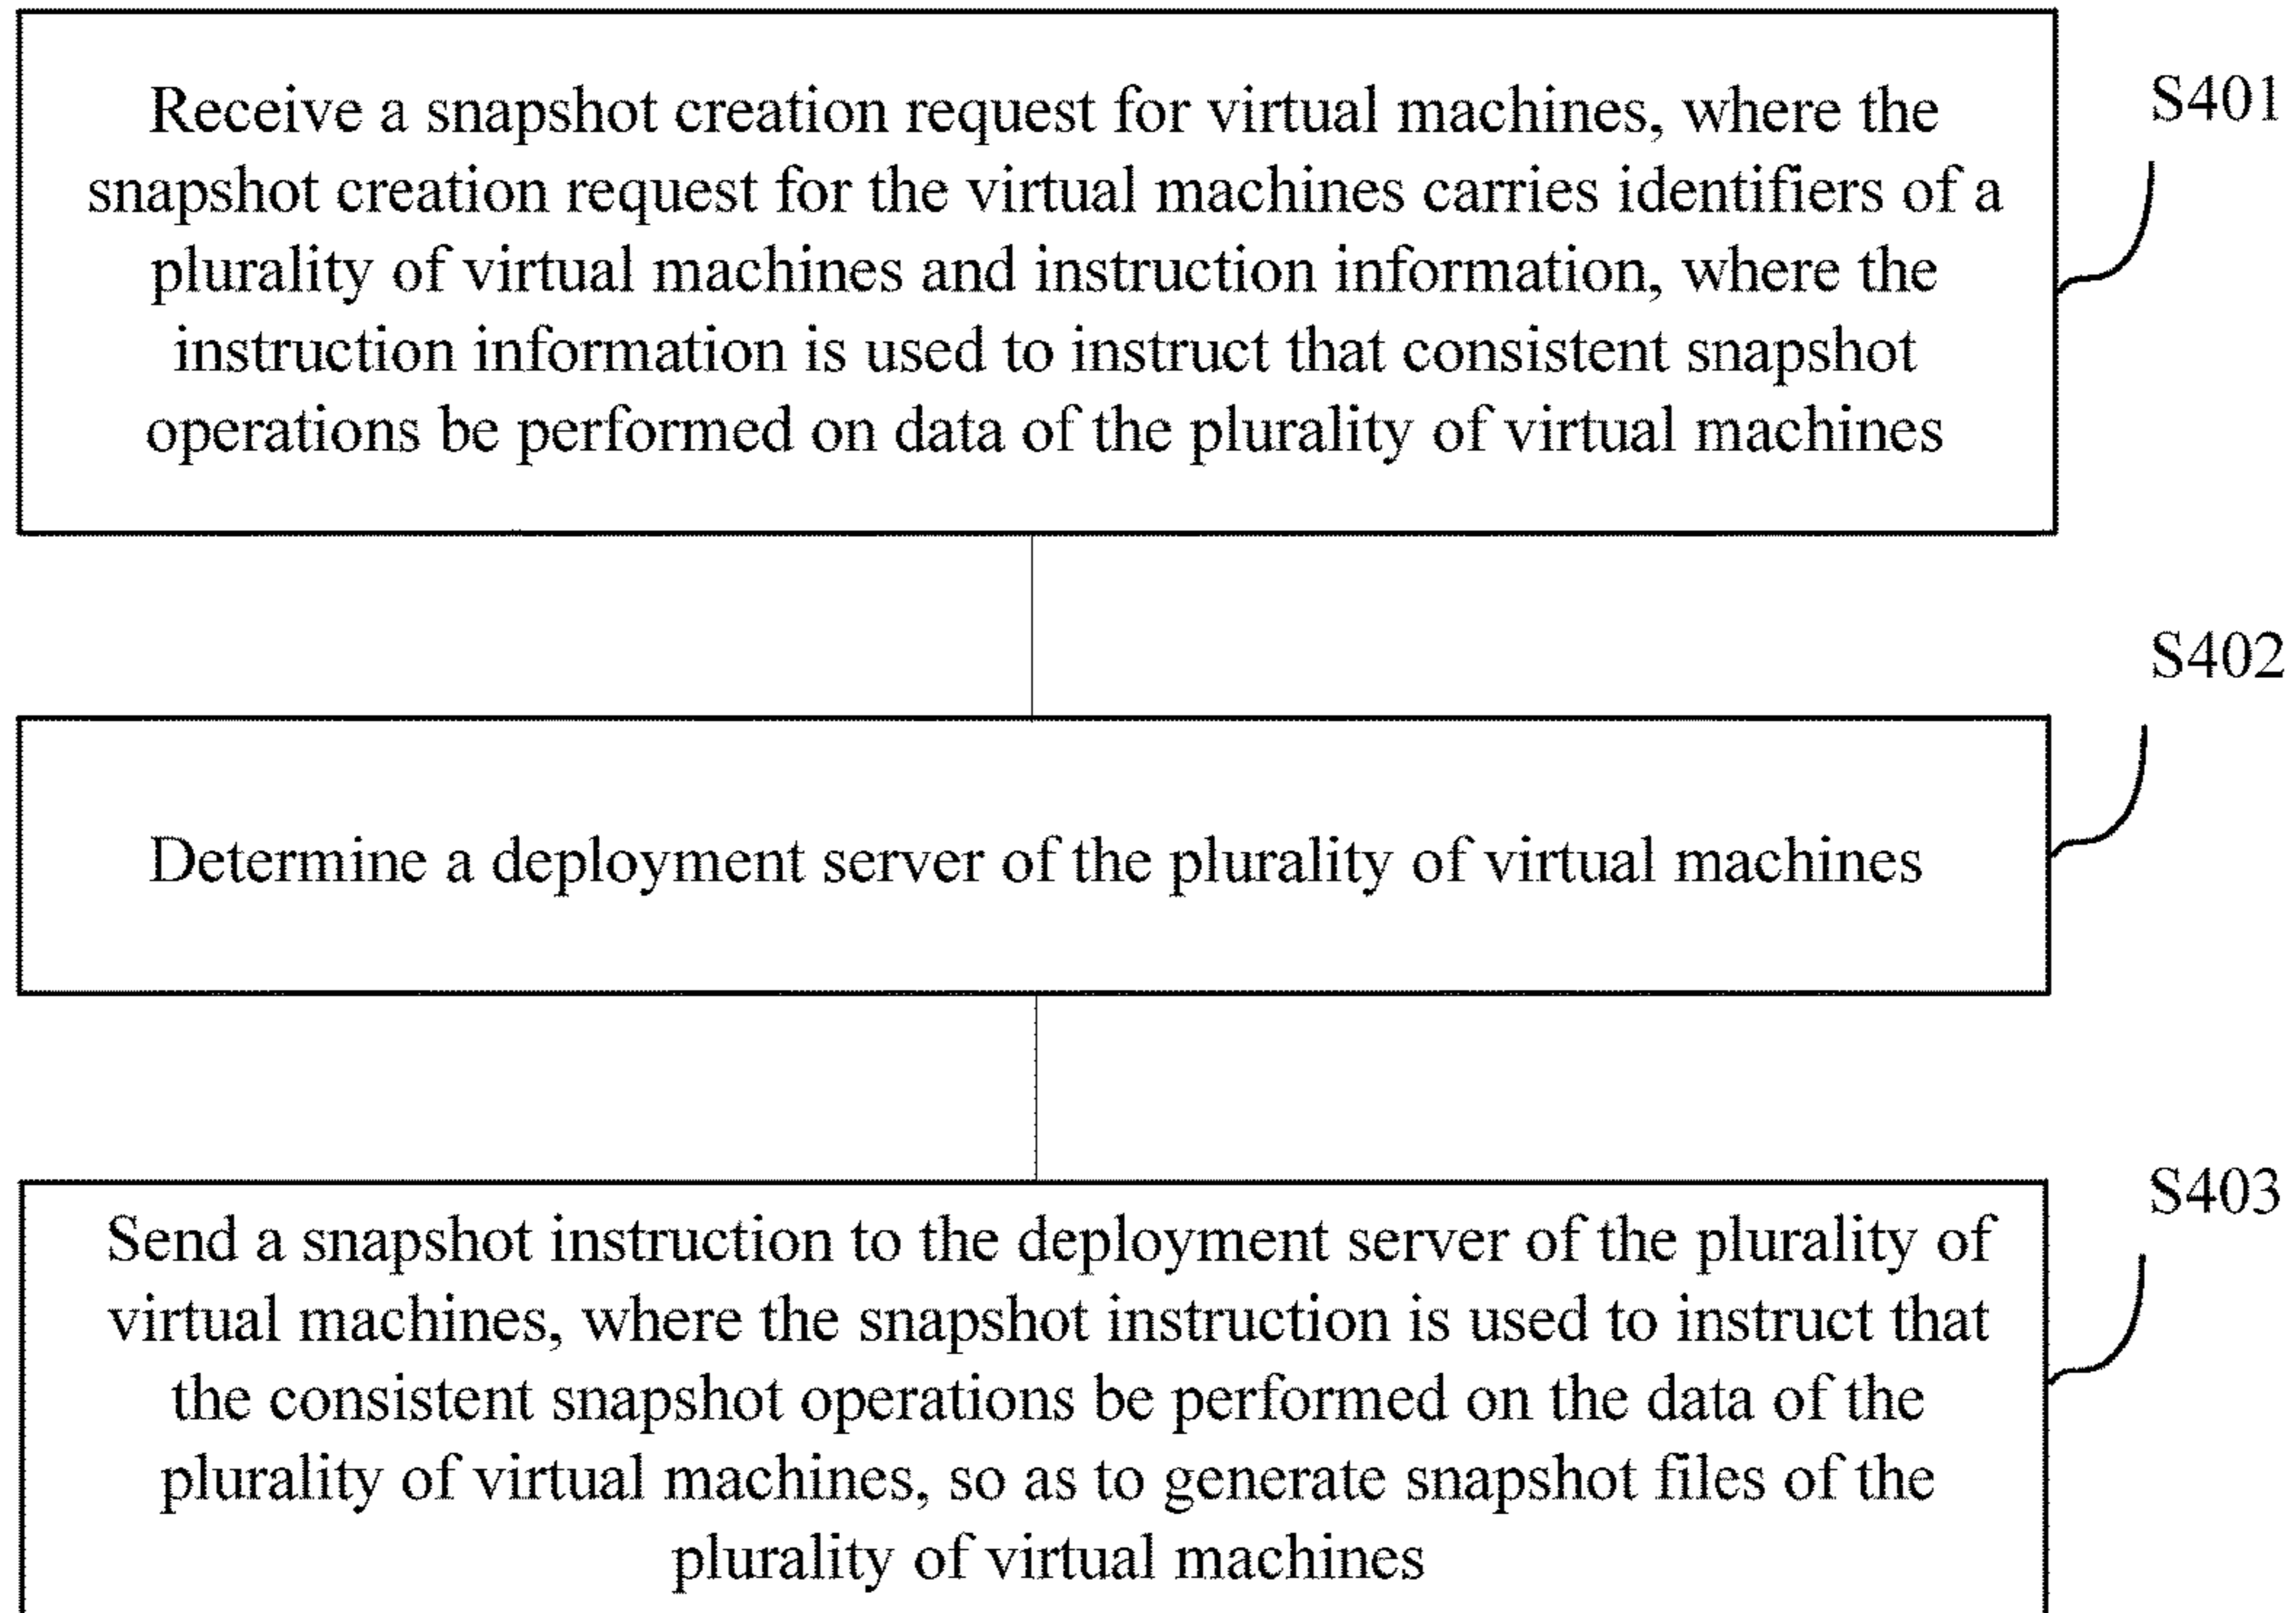 Receive a snapshot creation request for virtual machines, where the
snapshot creation request for the virtual machines carries identifiers of a
plurality of virtual machines and instruction information, where the
instruction information is used to instruct that consistent snapshot
operations be performed on data of the plurality of virtual machines
S401
S402
Determine a deployment server of the plurality of virtual machines
S403
Send a snapshot instruction to the deployment server of the plurality of
virtual machines, where the snapshot instruction is used to instruct that
the consistent snapshot operations be performed on the data of the
plurality of virtual machines, so as to generate snapshot files of the
plurality of virtual machines